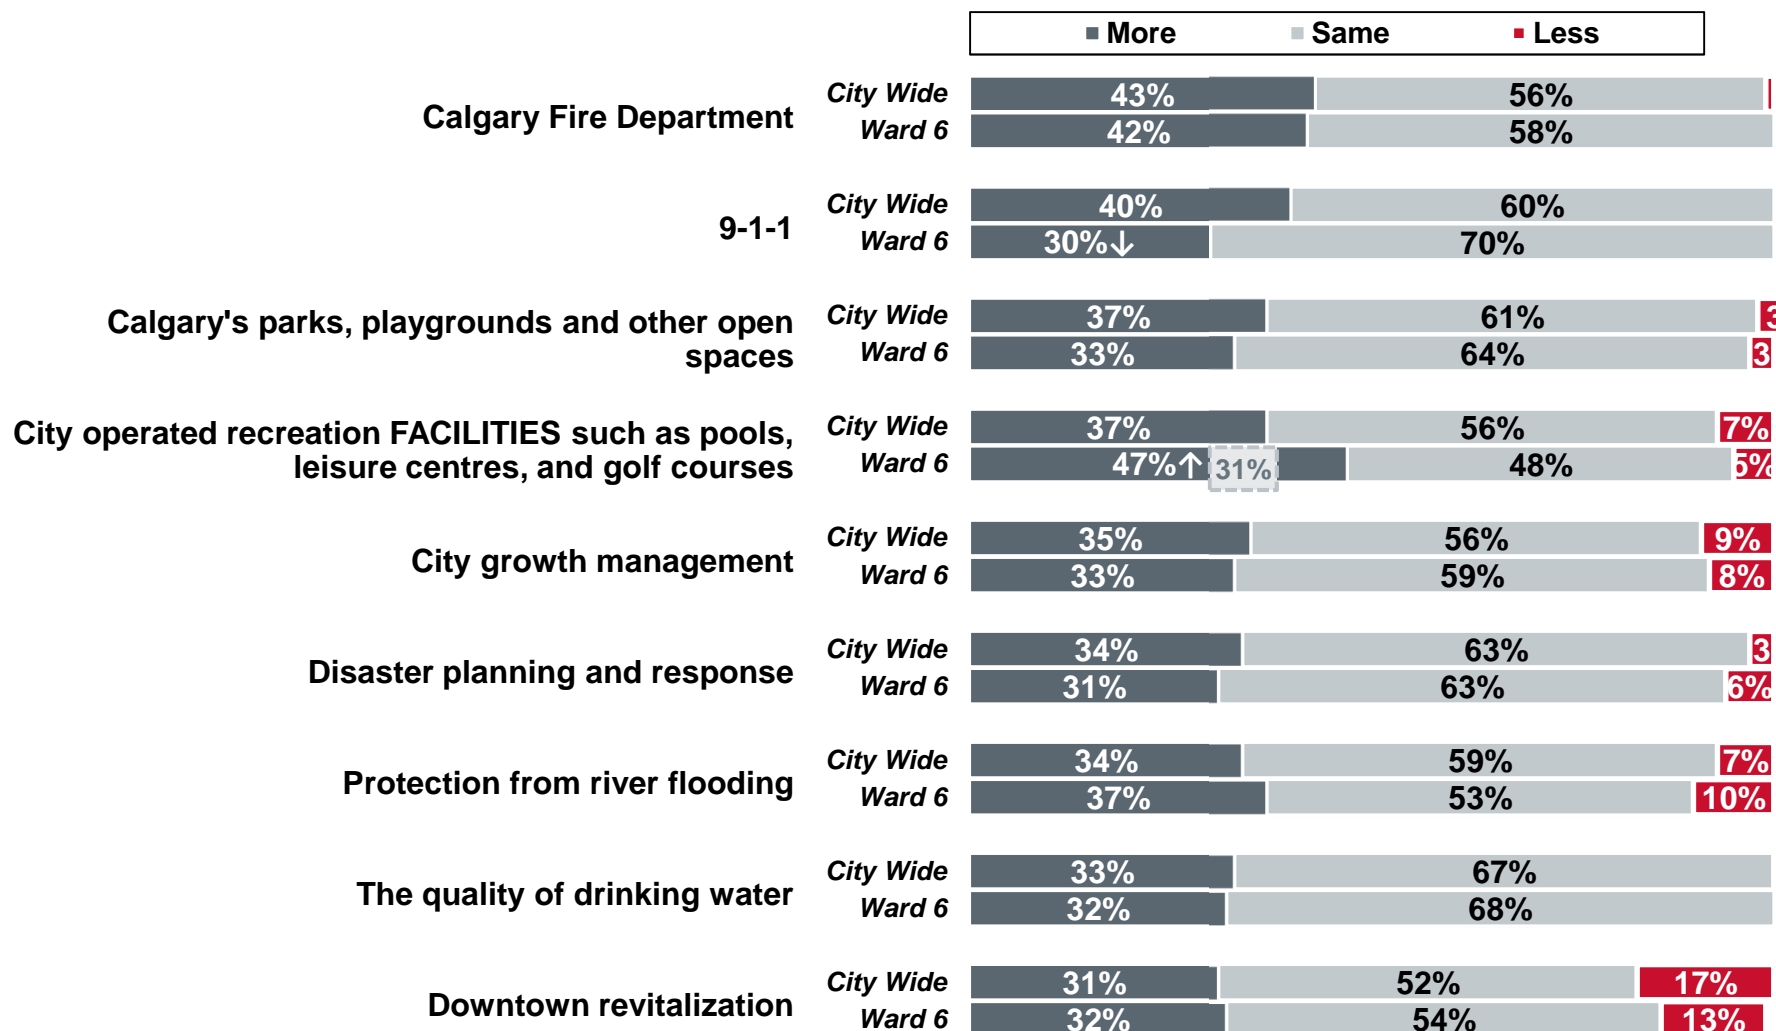 More Same Less
Calgary Fire Department
City Wide 43% 56%
Ward 6 42% 58%
9-1-1
City Wide 40% 60%
Ward 6 30%↓ 70%
Calgary's parks, playgrounds and other open
spaces
City Wide 37% 61% 3
Ward 6 33% 64% 3
City operated recreation FACILITIES such as pools,
leisure centres, and golf courses
City Wide 37% 56% 7%
Ward 6 47%↑ 31% 48% 5%
City growth management
City Wide 35% 56% 9%
Ward 6 33% 59% 8%
Disaster planning and response
City Wide 34% 63% 3
Ward 6 31% 63% 6%
Protection from river flooding
City Wide 34% 59% 7%
Ward 6 37% 53% 10%
The quality of drinking water
City Wide 33% 67%
Ward 6 32% 68%
Downtown revitalization
City Wide 31% 52% 17%
Ward 6 32% 54% 13%